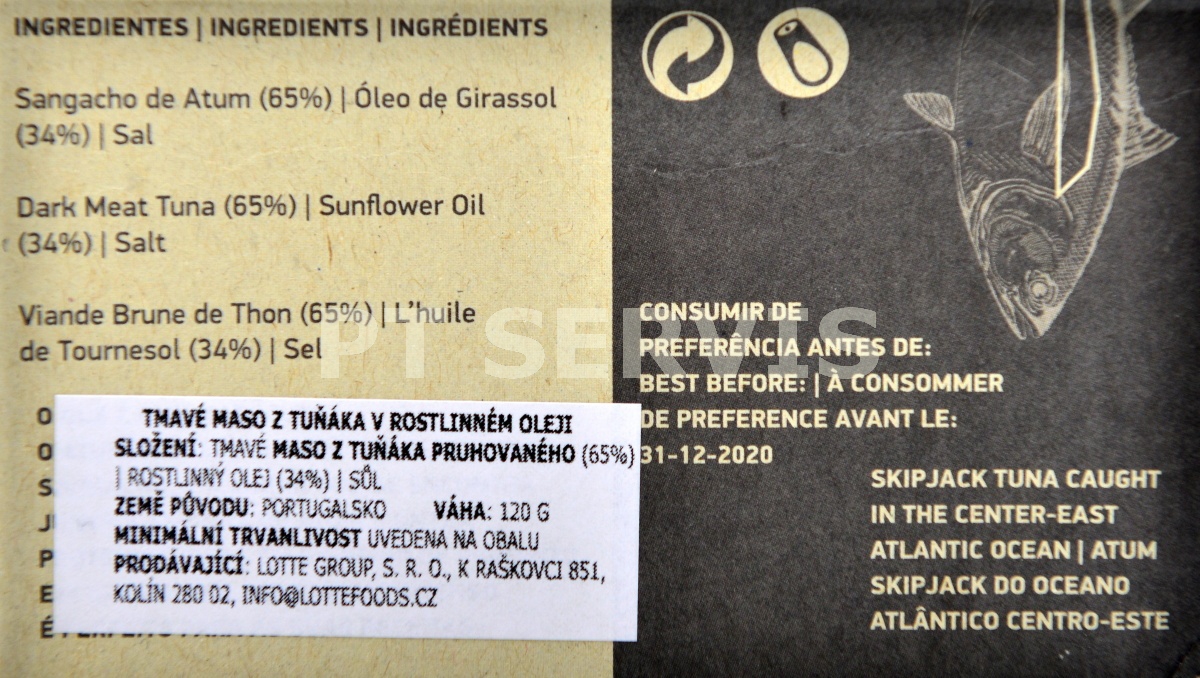 INGREDIENTES | INGREDIENTS | INGRÉDIENTS
Sangacho de Atum (65%) | Óleo de Girassol
(34%) | Sal
Dark Meat Tuna (65%) | Sunflower Oil
(34%) | Salt
Viande Brune de Thon (65%) | L'huile
de Tournesol (34%) | Sel
TMAVÉ MASO Z TUŇÁKA V ROSTLINNÉM OLEJI
SLOŽENÍ: TMAVÉ MASO Z TUŇÁKA PRUHOVANÉHO (65%)
| ROSTLINNÝ OLEJ (34%) | SŮL
ZEMĚ PŮVODU: PORTUGALSKO VÁHA: 120 G
MINIMÁLNÍ TRVANLIVOST UVEDENA NA OBALU
PRODÁVAJÍCÍ: LOTTE GROUP, S. R. O., K RAŠKOVCI 851,
KOLÍN 280 02, INFO@LOTTEFOODS.CZ
PT SERVIS
CONSUMIR DE
PREFERÊNCIA ANTES DE:
BEST BEFORE: | À CONSOMMER
DE PREFERENCE AVANT LE:
31-12-2020
SKIPJACK TUNA CAUGHT
IN THE CENTER-EAST
ATLANTIC OCEAN | ATUM
SKIPJACK DO OCEANO
ATLÂNTICO CENTRO-ESTE